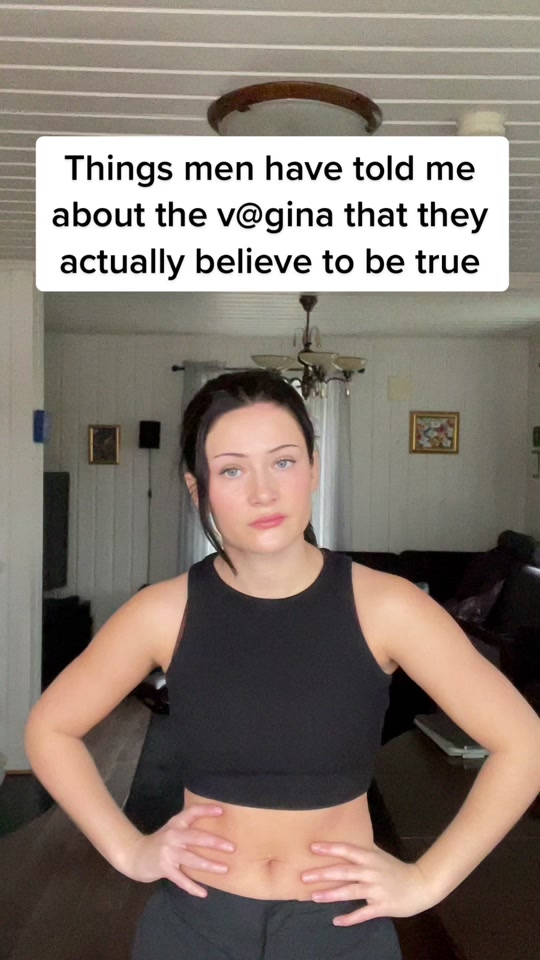 Things men have told me
about the v@gina that they
actually believe to be true